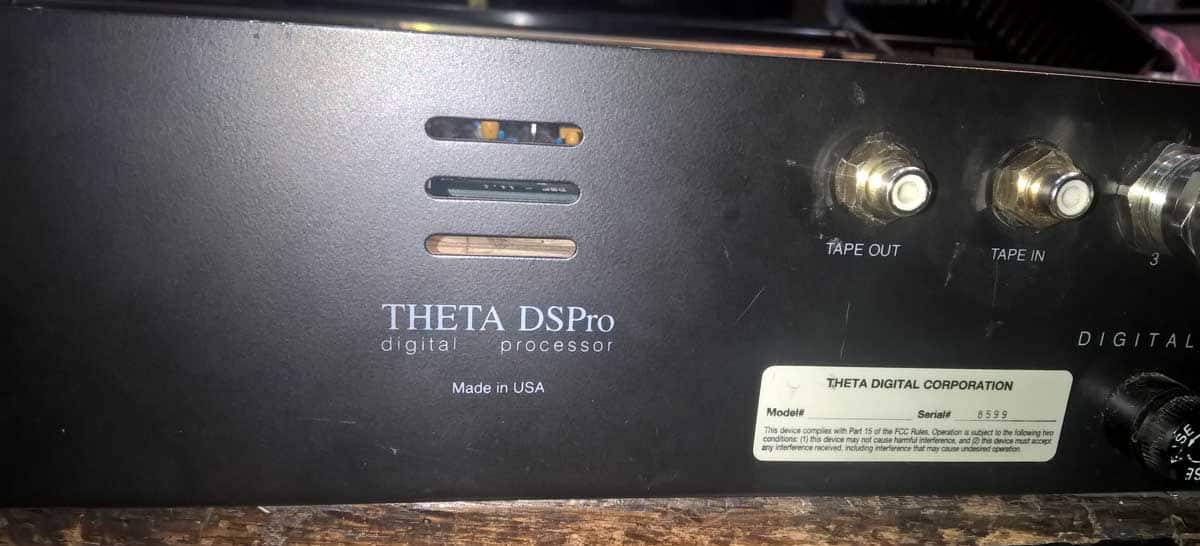 TAPE OUT
TAPE IN
3
THETA DSPro
digital processor
Made in USA
DIGITAL
THETA DIGITAL CORPORATION
Model# Serial# 8599
This device complies with Part 15 of the FCC Rules. Operation is subject to the following two
conditions: (1) this device may not cause harmful interference, and (2) this device must accept
any interference received, including interference that may cause undesired operation.